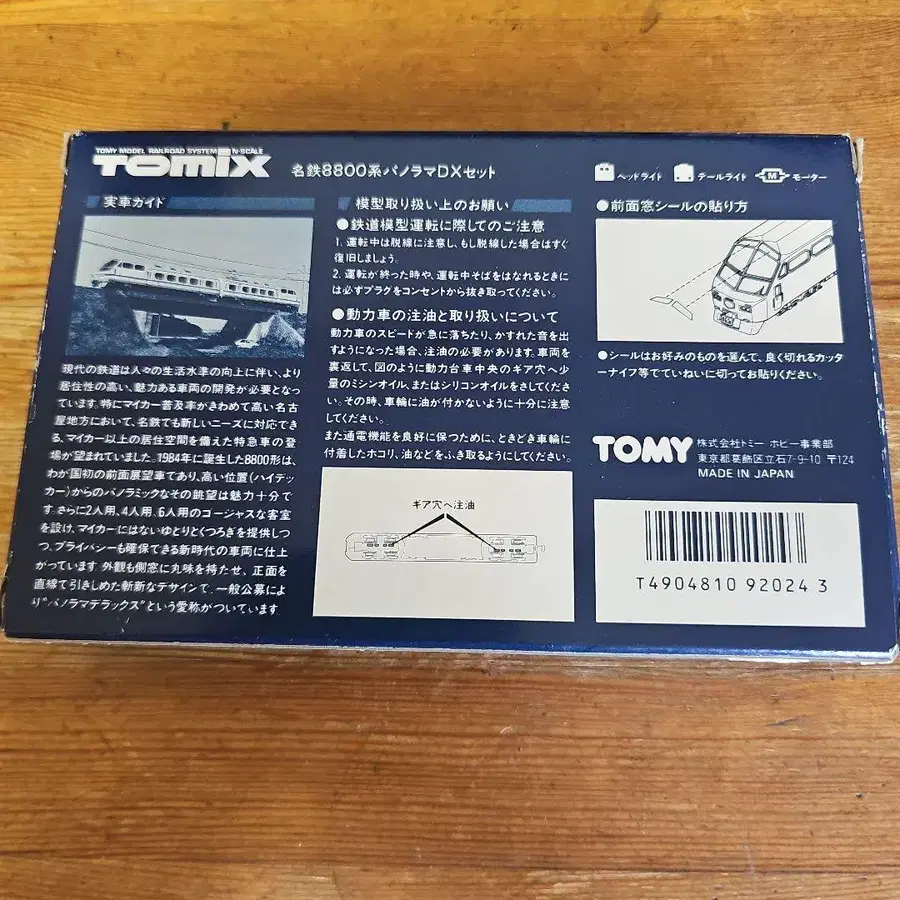 TOMY MODEL RAILROAD SYSTEM N-SCALE
TOMIX
名鉄8800系パノラマDXセット
ヘッドライト
テールライト
M
モーター
実車ガイド
現代の鉄道は人々の生活水準の向上に伴い、より
居住性の高い、魅力ある車両の開発が必要となっ
ています。特にマイカー普及率がきわめて高い名古
屋地方において、名鉄でも新しいニーズに対応でき
る、マイカー以上の居住空間を備えた特急車の登
場が望まれていました。1984年に誕生した8800形は、
わが国初の前面展望車であり、高い位置(ハイデッ
カー)からのパノラミックなその眺望は魅力十分で
す。さらに2人用、4人用、6人用のゴージャスな客室
を設け、マイカーにはないゆとりとくつろぎを提供しつ
つ、プライバシーも確保できる新時代の車両に仕上
がっています。外観も側窓に丸味を持たせ、正面を
直線で引きしめた斬新なデザインで、一般公募によ
り“パノラマデラックス”という愛称がついています。
模型取り扱い上のお願い
●鉄道模型運転に際してのご注意
1. 運転中は脱線に注意し、もし脱線した場合はすぐ
復旧しましょう。
2. 運転が終った時や、運転中そばをはなれるときに
は必ずプラグをコンセントから抜き取ってください。
●動力車の注油と取り扱いについて
動力車のスピードが急に落ちたり、かすれた音を出
すようになった場合、注油の必要があります。車両を
裏返して、図のように動力台車中央のギア穴へ少
量のミシンオイル、またはシリコンオイルをさしてくださ
い。その時、車輪に油が付かないように十分に注意
してください。
また通電機能を良好に保つために、ときどき車輪に
付着したホコリ、油などをふき取るようにしてください。
ギア穴へ注油
●前面窓シールの貼り方
●シールはお好みのものを選んで、良く切れるカッタ
ーナイフ等でていねいに切ってお貼りください。
TOMY
株式会社トミー ホビー事業部
東京都葛飾区立石7-9-10 〒124
MADE IN JAPAN
T4904810 92024 3